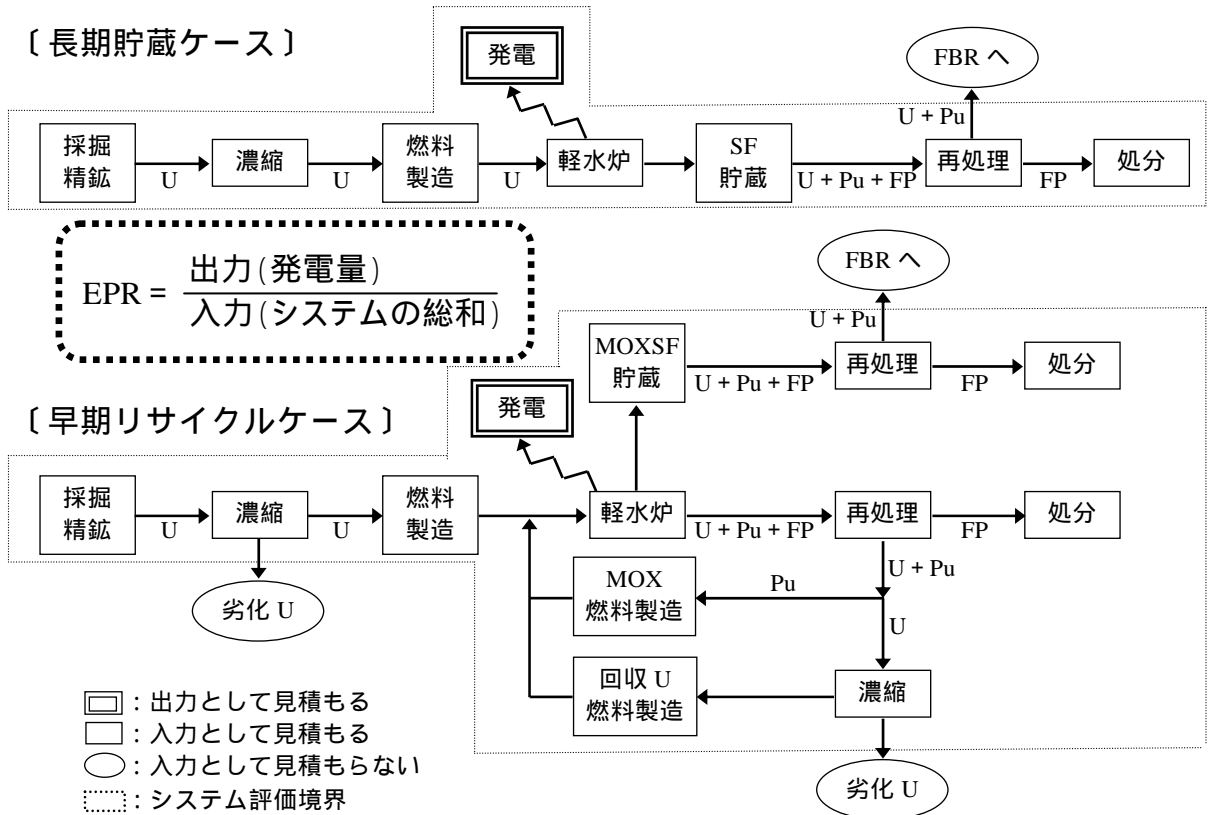 〔長期貯蔵ケース〕
発電
FBR へ
U + Pu
採掘
精鉱
U
濃縮
U
燃料
製造
U
軽水炉
SF
貯蔵
U + Pu + FP
再処理
FP
処分
EPR = 出力(発電量)
入力(システムの総和)
FBR へ
U + Pu
MOXSF
貯蔵
U + Pu + FP
再処理
FP
処分
〔早期リサイクルケース〕
発電
採掘
精鉱
U
濃縮
U
燃料
製造
軽水炉
U + Pu + FP
再処理
FP
処分
劣化 U
U + Pu
MOX
燃料製造
Pu
U
回収 U
燃料製造
濃縮
劣化 U
:出力として見積もる
:入力として見積もる
:入力として見積もらない
:システム評価境界